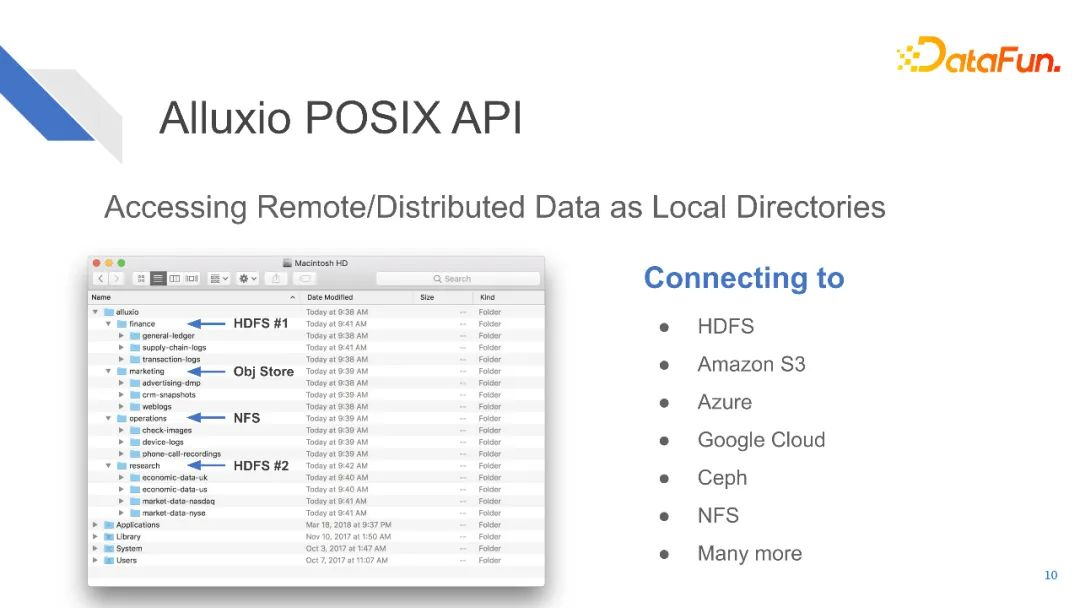 DataFun.
Alluxio POSIX API
Accessing Remote/Distributed Data as Local Directories
Macintosh HD
Search
Name Date Modified Size Kind
alluxio Today at 9:38 AM -- Folder
finance HDFS #1 Today at 9:41 AM -- Folder
general-ledger Today at 9:38 AM -- Folder
supply-chain-logs Today at 9:41 AM -- Folder
transaction-logs Today at 9:38 AM -- Folder
marketing Obj Store Today at 9:39 AM -- Folder
advertising-dmp Today at 9:38 AM -- Folder
crm-snapshots Today at 9:39 AM -- Folder
weblogs Today at 9:38 AM -- Folder
operations NFS Today at 9:39 AM -- Folder
check-images Today at 9:39 AM -- Folder
device-logs Today at 9:39 AM -- Folder
phone-call-recordings Today at 9:39 AM -- Folder
research HDFS #2 Today at 9:42 AM -- Folder
economic-data-uk Today at 9:40 AM -- Folder
economic-data-us Today at 9:40 AM -- Folder
market-data-nasdaq Today at 9:41 AM -- Folder
market-data-nyse Today at 9:41 AM -- Folder
Applications Mar 18, 2018 at 9:37 PM -- Folder
Library Nov 10, 2017 at 1:50 AM -- Folder
System Oct 3, 2017 at 1:47 AM -- Folder
Users Oct 7, 2017 at 11:07 AM -- Folder
Connecting to
● HDFS
● Amazon S3
● Azure
● Google Cloud
● Ceph
● NFS
● Many more
10